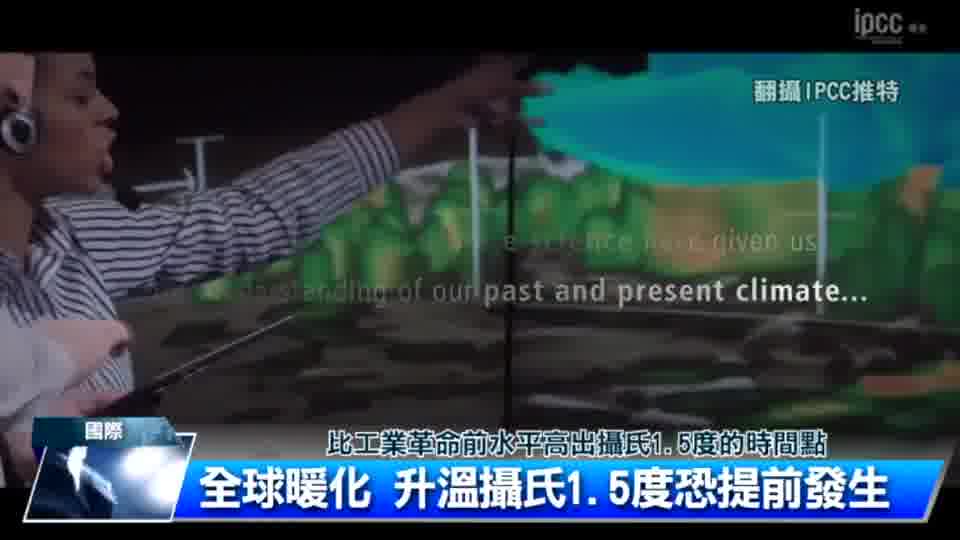 ipcc
翻攝IPCC推特
science have given us
understanding of our past and present climate...
國際
比工業革命前水平高出攝氏1.5度的時間點
全球暖化 升溫攝氏1.5度恐提前發生